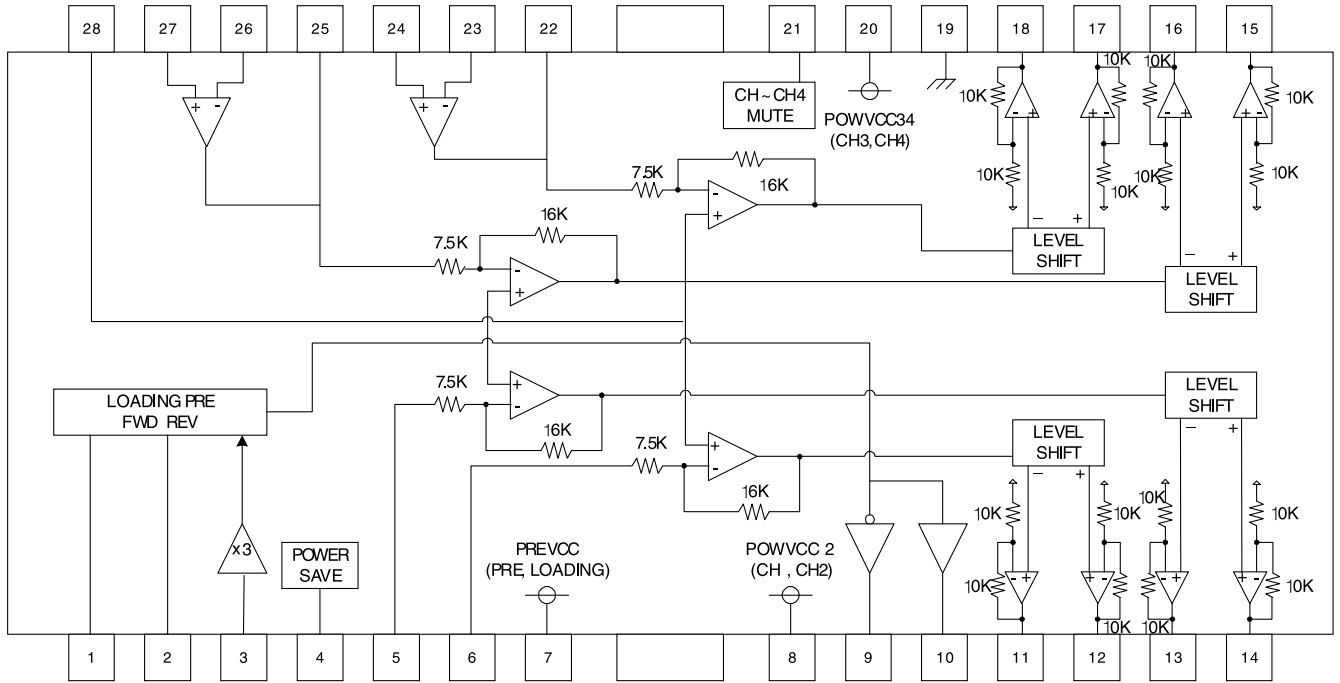 28 27 26 25 24 23 22 21 20 19 18 17 16 15
+ - + -
CH~CH4
MUTE
POWVCC34
(CH3, CH4)
10K 10K 10K 10K 10K 10K
- + + - + - + -
10K 10K 10K 10K
7.5K 16K
-
+
- + LEVEL
SHIFT
- + LEVEL
SHIFT
7.5K 16K
-
+
LOADING PRE
FWD REV
7.5K
+
-
16K
LEVEL
SHIFT
- +
7.5K
+
-
16K
LEVEL
SHIFT
- +
x3
POWER
SAVE
PREVCC
(PRE, LOADING)
POWVCC 2
(CH , CH2)
10K 10K 10K 10K
- + + - - + + -
10K 10K 10K 10K
10K 10K
1 2 3 4 5 6 7 8 9 10 11 12 13 14